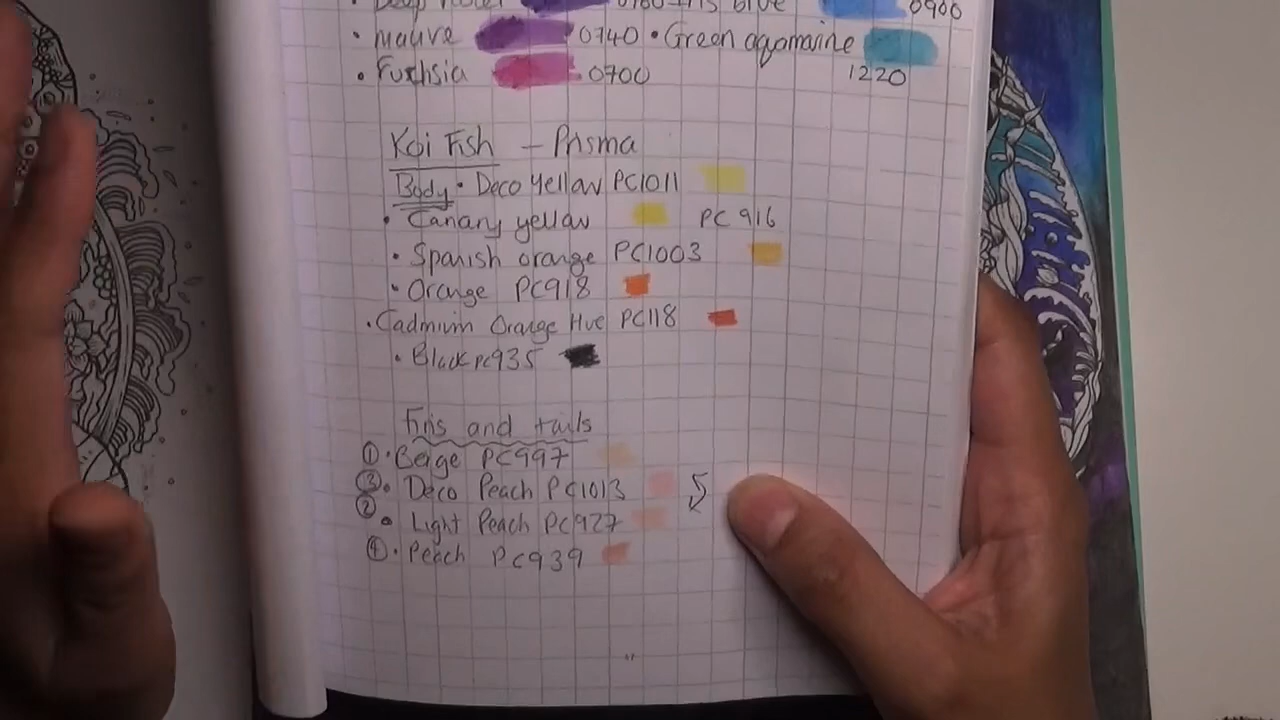 • mauve 0740 • Green aqamarine
• Fuchsia 0700 1220
Koi Fish - Prisma
Body • Deco Yellow PC1011
• Canary yellow PC 916
• Spanish orange PC1003
• Orange PC918
• Cadmium Orange Hue PC118
• Black PC935
Fins and tails
① • Beige PC997
③ • Deco Peach PC1013
② • Light Peach PC927
④ • Peach PC939